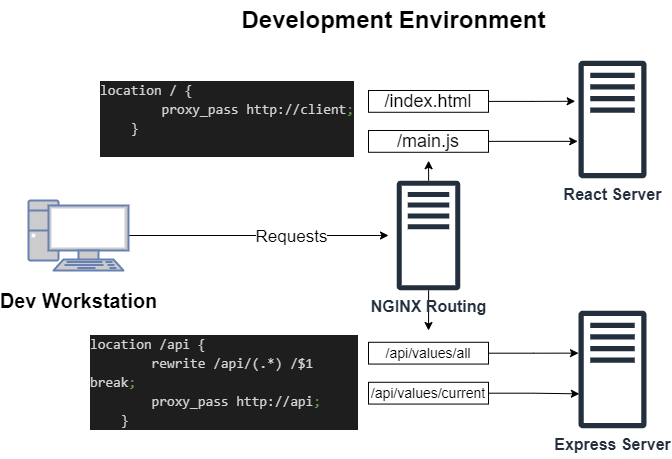 Development Environment
location / {
proxy_pass http://client;
}
/index.html
/main.js
React Server
Requests
Dev Workstation
NGINX Routing
location /api {
rewrite /api/(.*) /$1
break;
proxy_pass http://api;
}
/api/values/all
/api/values/current
Express Server